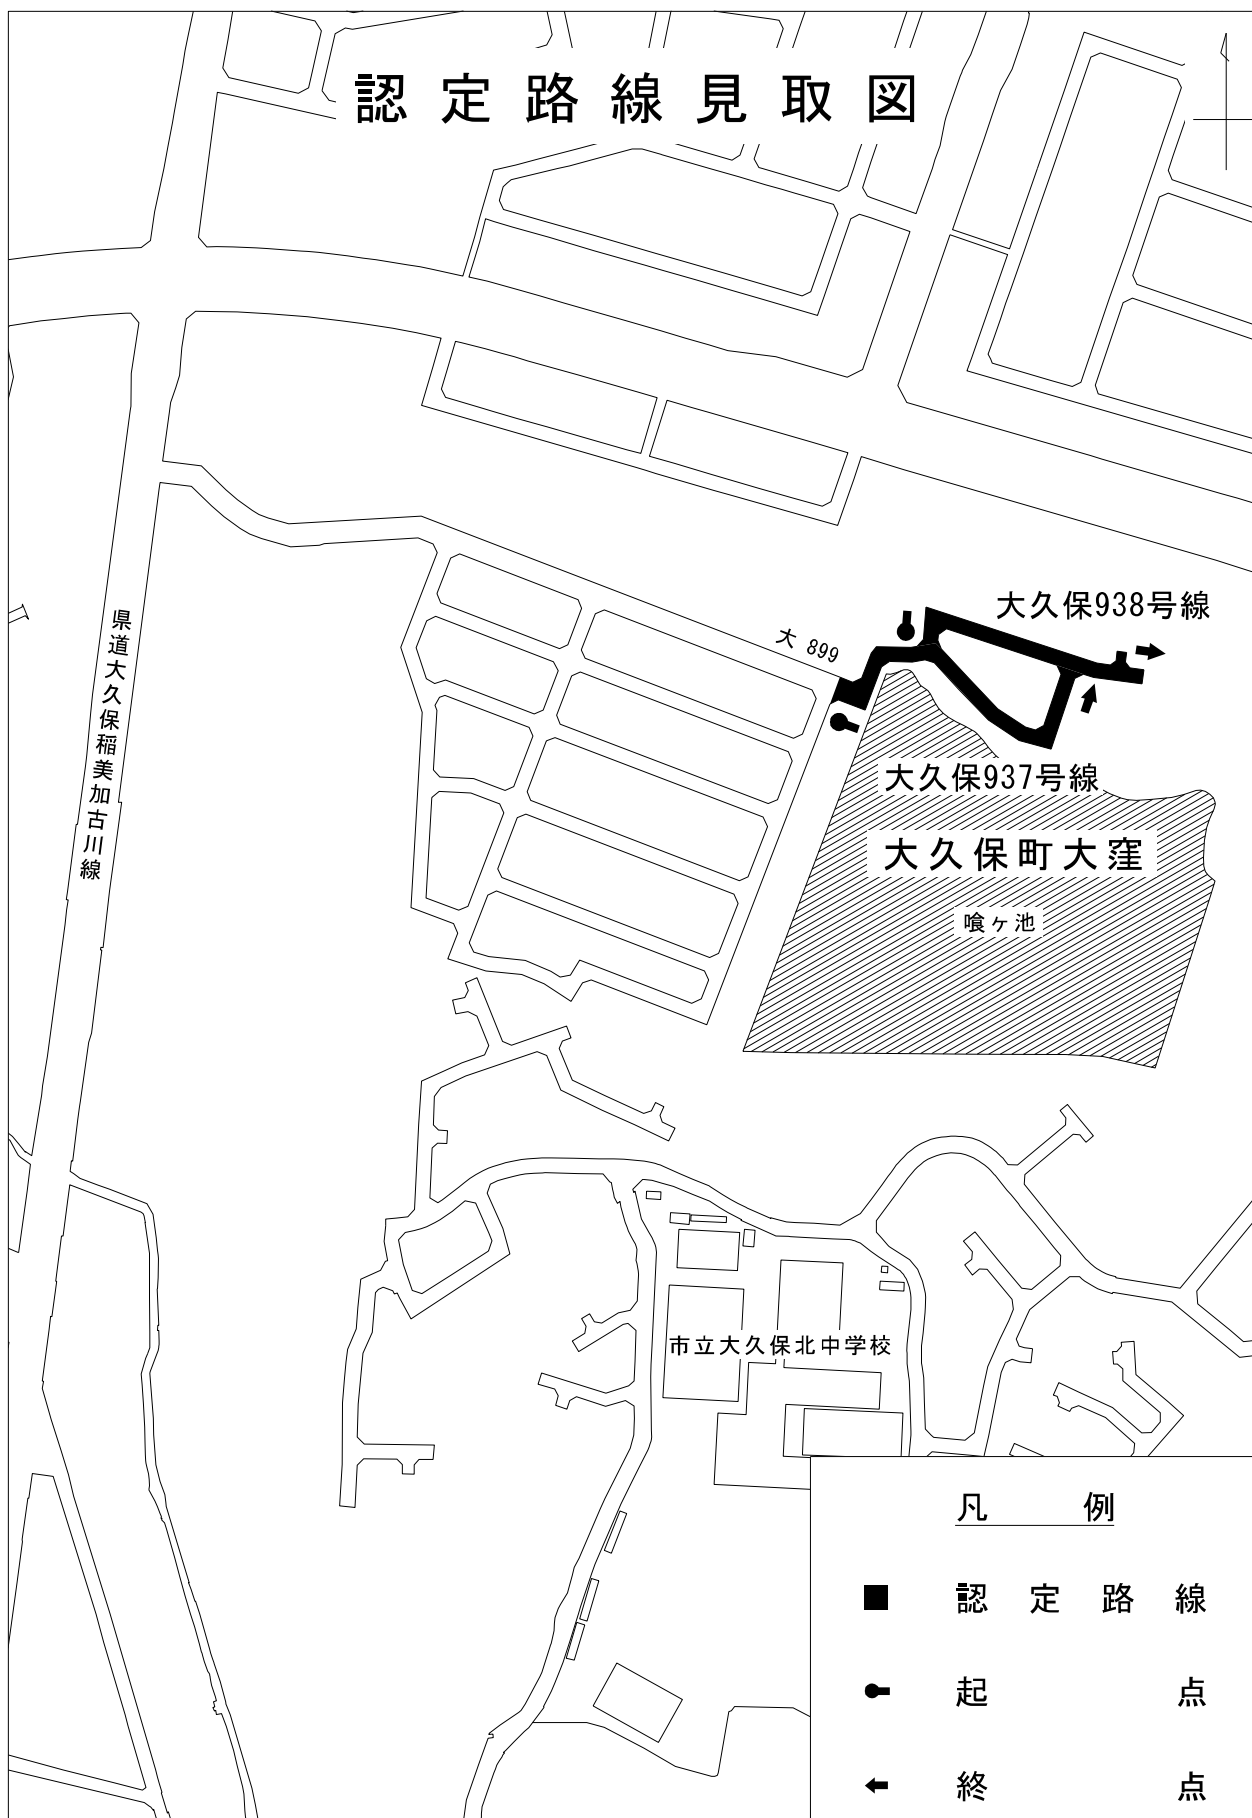 認定路線見取図
大久保938号線
大 899
県道大久保稲美加古川線
大久保937号線
大久保町大窪
喰ヶ池
市立大久保北中学校
凡例
認定路線
起点
終点